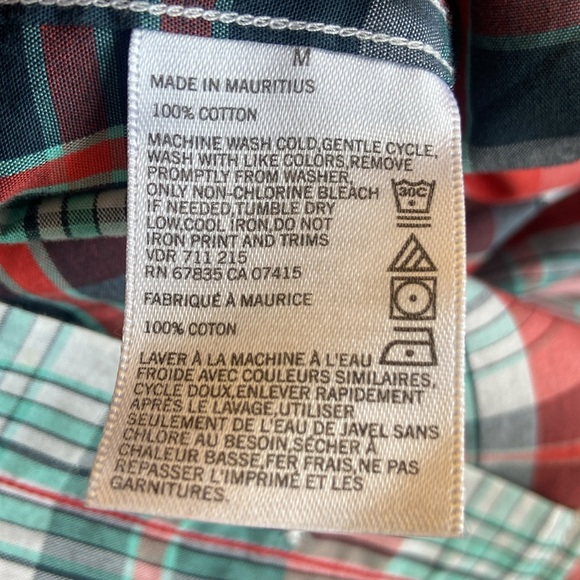 M
MADE IN MAURITIUS
100% COTTON
MACHINE WASH COLD,GENTLE CYCLE,
WASH WITH LIKE COLORS,REMOVE
PROMPTLY FROM WASHER,
ONLY NON-CHLORINE BLEACH
IF NEEDED,TUMBLE DRY
LOW,COOL IRON,DO NOT
IRON PRINT AND TRIMS
VDR 711 215
RN 67835 CA 07415
30C
FABRIQUÉ À MAURICE
100% COTON
LAVER À LA MACHINE À L'EAU
FROIDE AVEC COULEURS SIMILAIRES,
CYCLE DOUX,ENLEVER RAPIDEMENT
APRÈS LE LAVAGE,UTILISER
SEULEMENT DE L'EAU DE JAVEL SANS
CHLORE AU BESOIN,SÉCHER À
CHALEUR BASSE,FER FRAIS,NE PAS
REPASSER L'IMPRIMÉ ET LES
GARNITURES.